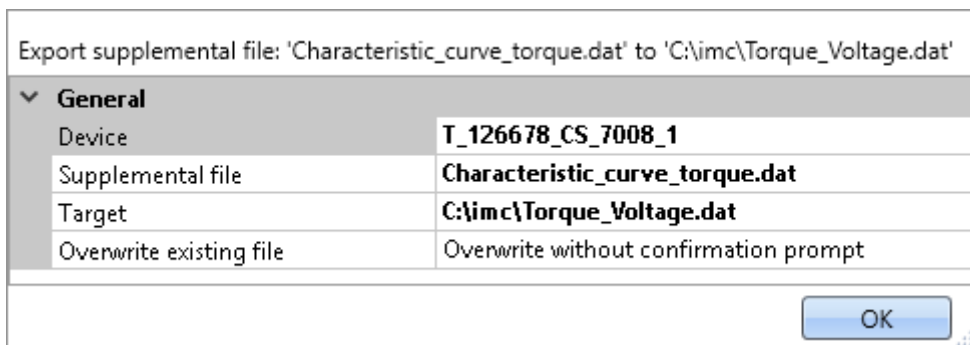 Export supplemental file: 'Characteristic_curve_torque.dat' to 'C:\imc\Torque_Voltage.dat'
General
Device T_126678_CS_7008_1
Supplemental file Characteristic_curve_torque.dat
Target C:\imc\Torque_Voltage.dat
Overwrite existing file Overwrite without confirmation prompt
OK